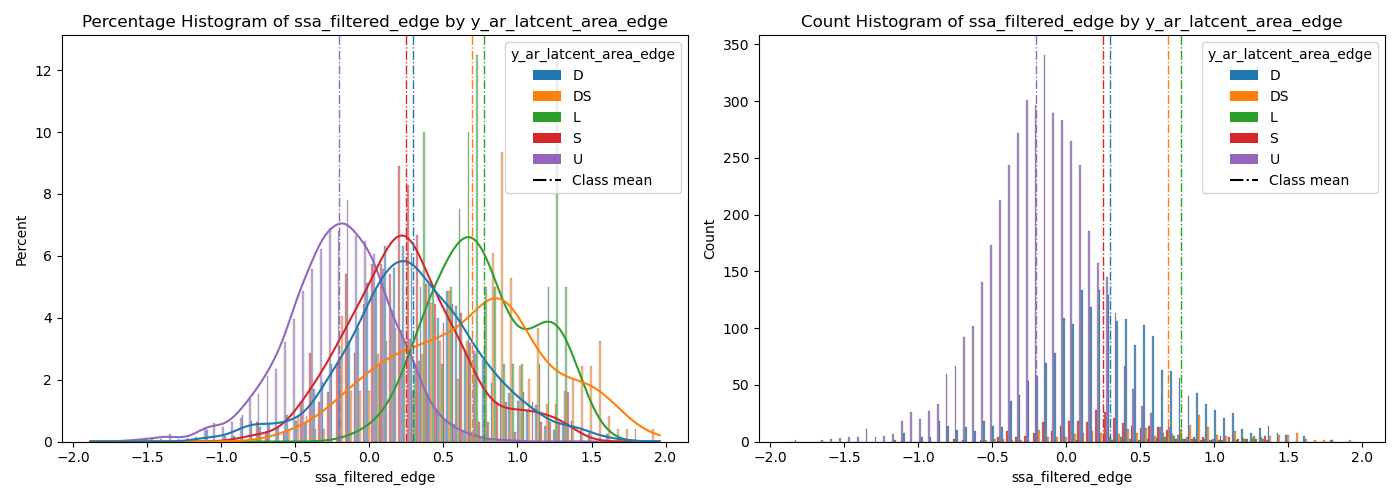 Percentage Histogram of ssa_filtered_edge by y_ar_latcent_area_edge
Percent
12
10
8
6
4
2
0
−2.0 −1.5 −1.0 −0.5 0.0 0.5 1.0 1.5 2.0
ssa_filtered_edge
y_ar_latcent_area_edge
D
DS
L
S
U
Class mean
Count Histogram of ssa_filtered_edge by y_ar_latcent_area_edge
Count
350
300
250
200
150
100
50
0
−2.0 −1.5 −1.0 −0.5 0.0 0.5 1.0 1.5 2.0
ssa_filtered_edge
y_ar_latcent_area_edge
D
DS
L
S
U
Class mean